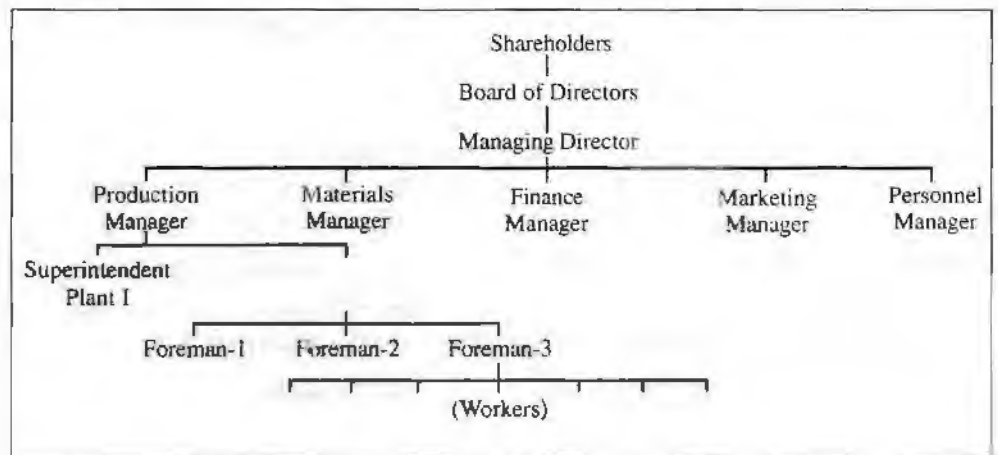 Shareholders
Board of Directors
Managing Director
Production Manager
Materials Manager
Finance Manager
Marketing Manager
Personnel Manager
Superintendent
Plant I
Foreman-1 Foreman-2 Foreman-3
(Workers)